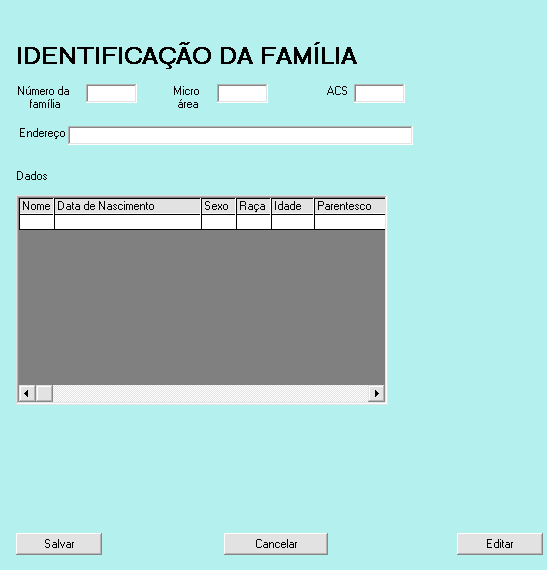 IDENTIFICAÇÃO DA FAMÍLIA
Número da família
Micro área
ACS
Endereço
Dados
Nome Data de Nascimento Sexo Raça Idade Parentesco
Salvar Cancelar Editar